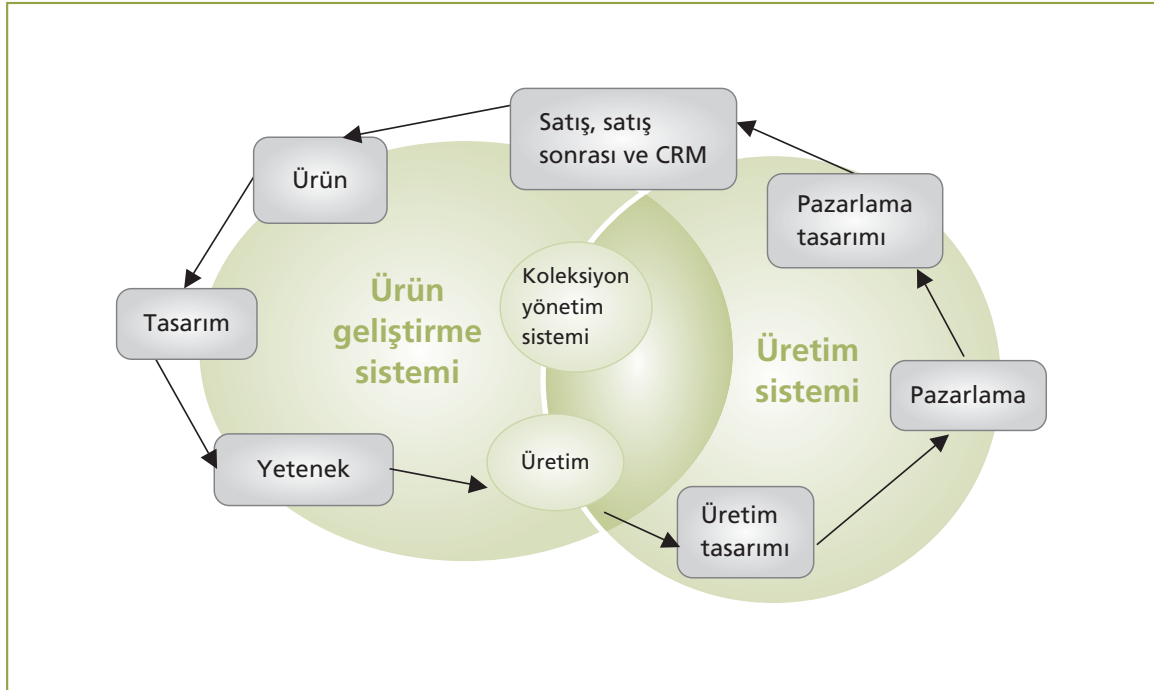 Satış, satış
sonrası ve CRM
Ürün
Pazarlama
tasarımı
Koleksiyon
yönetim
sistemi
Ürün
geliştirme
sistemi
Tasarım
Üretim
sistemi
Pazarlama
Yetenek
Üretim
Üretim
tasarımı